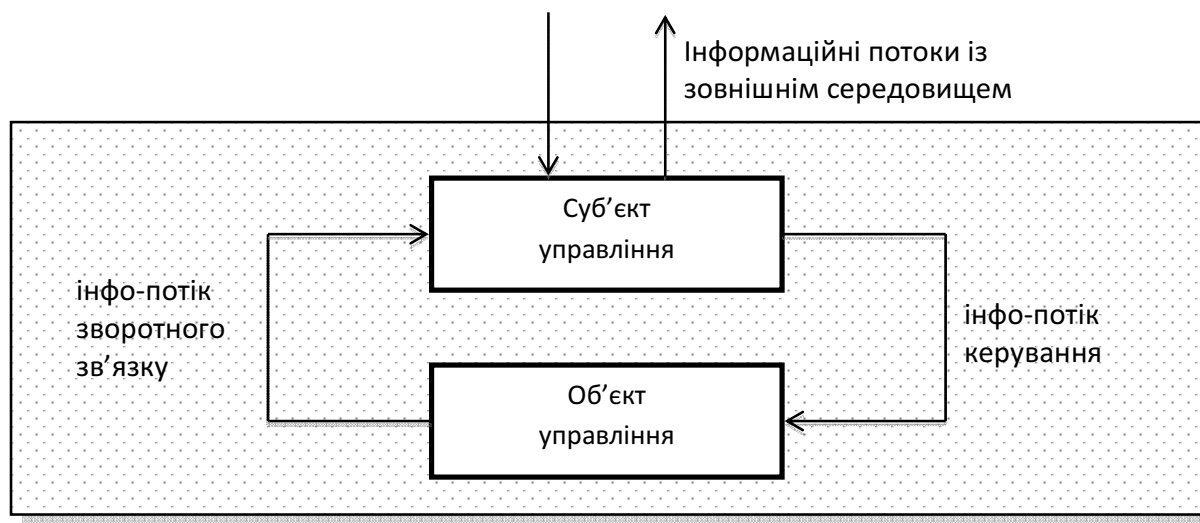 Інформаційні потоки із
зовнішнім середовищем
Суб’єкт
управління
інфо-потік
зворотного
зв’язку
інфо-потік
керування
Об’єкт
управління